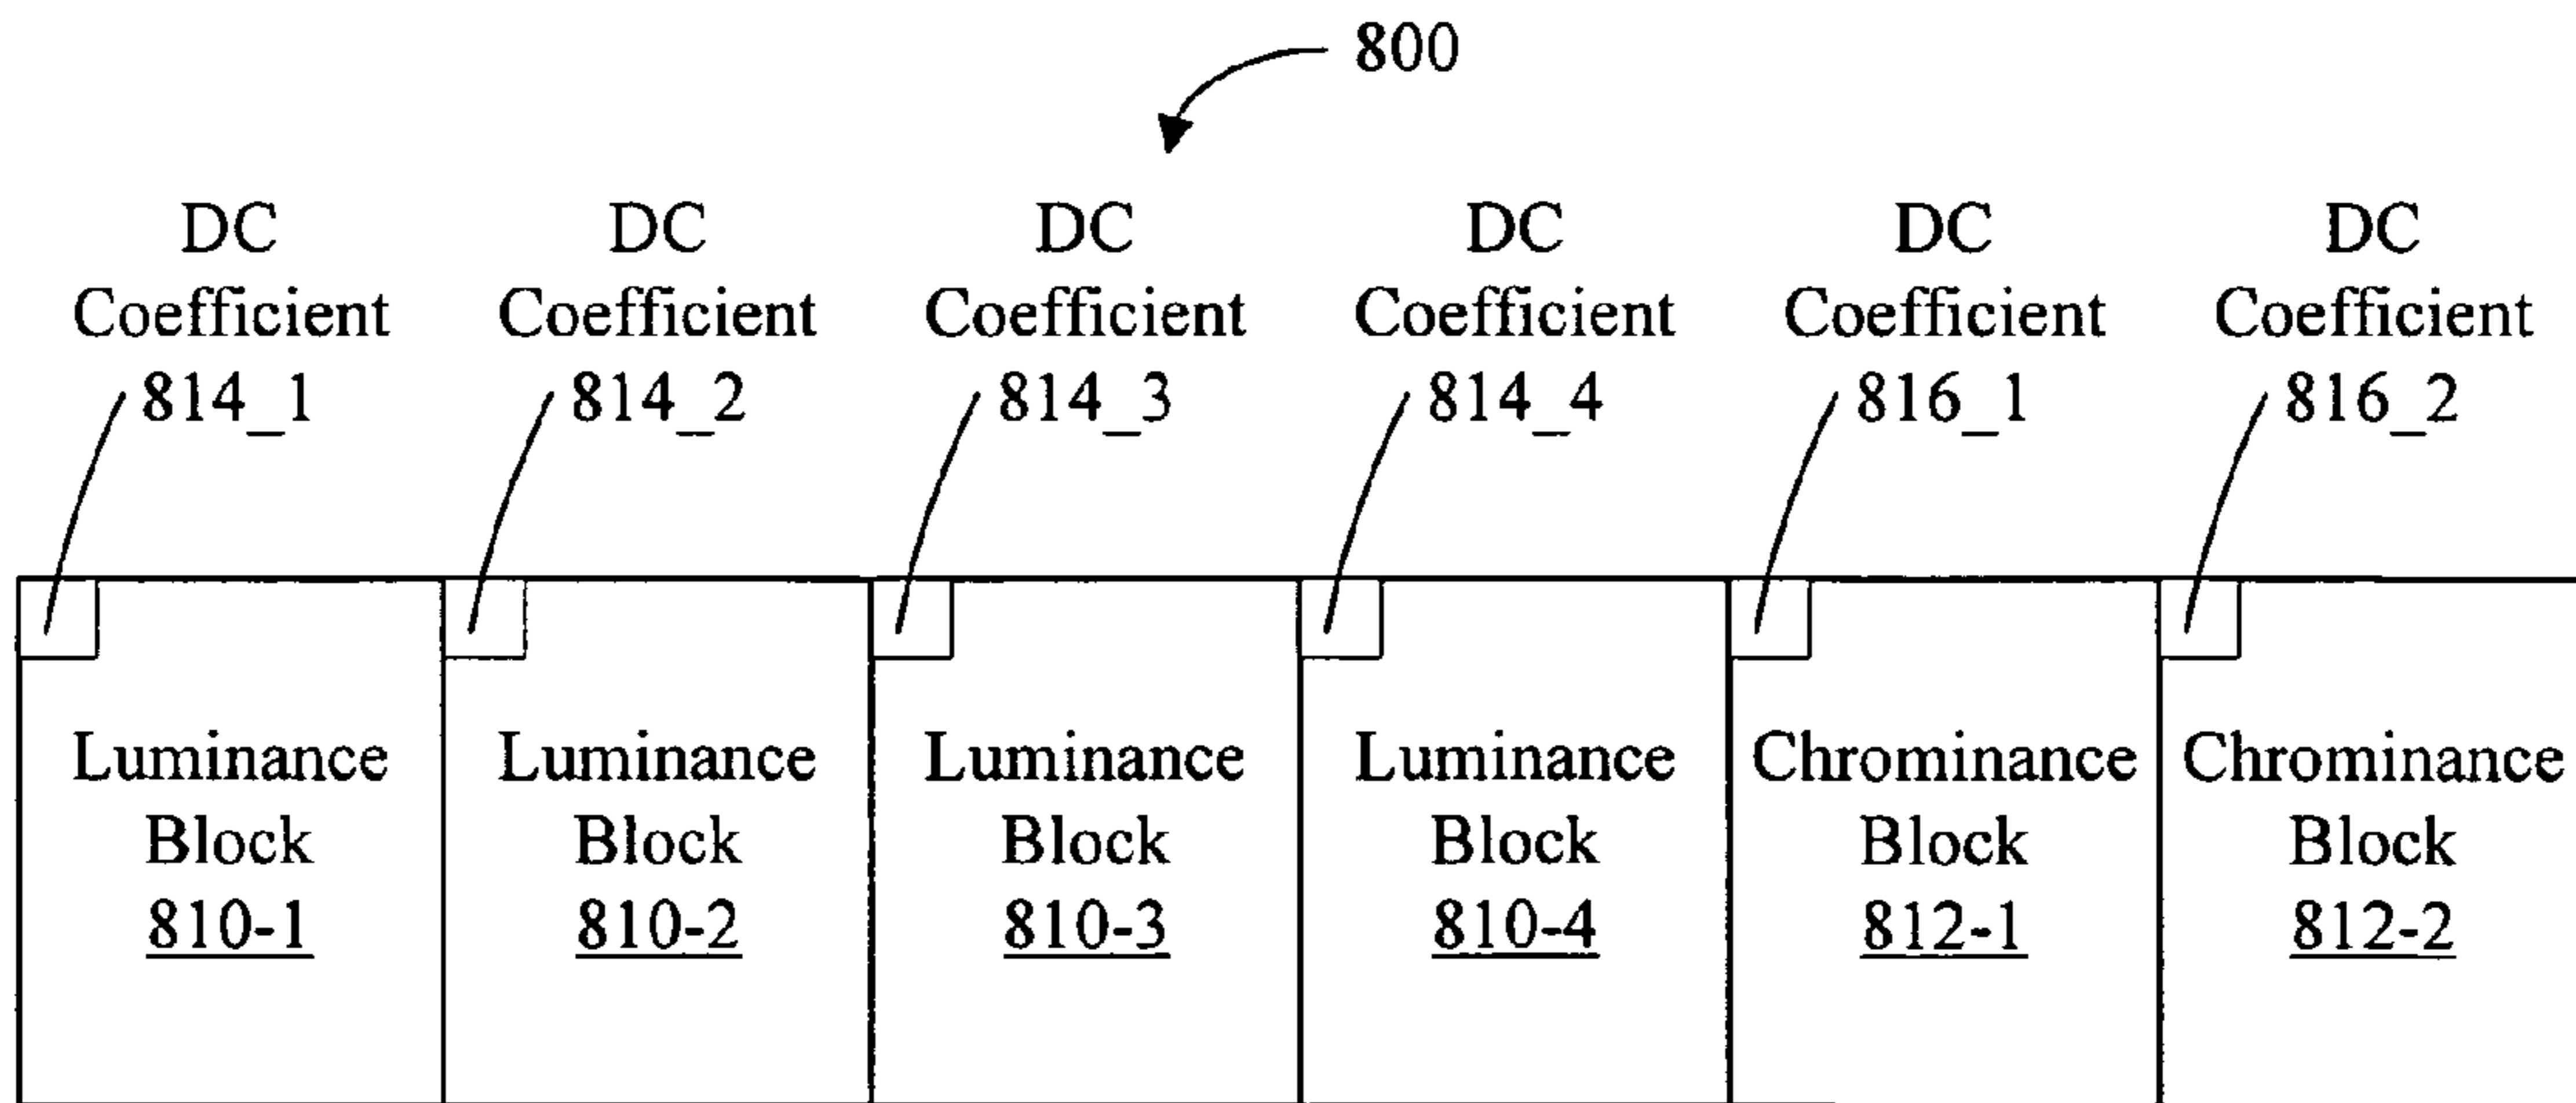 800
DC
Coefficient
814_1
DC
Coefficient
814_2
DC
Coefficient
814_3
DC
Coefficient
814_4
DC
Coefficient
816_1
DC
Coefficient
816_2
Luminance
Block
810-1
Luminance
Block
810-2
Luminance
Block
810-3
Luminance
Block
810-4
Chrominance
Block
812-1
Chrominance
Block
812-2